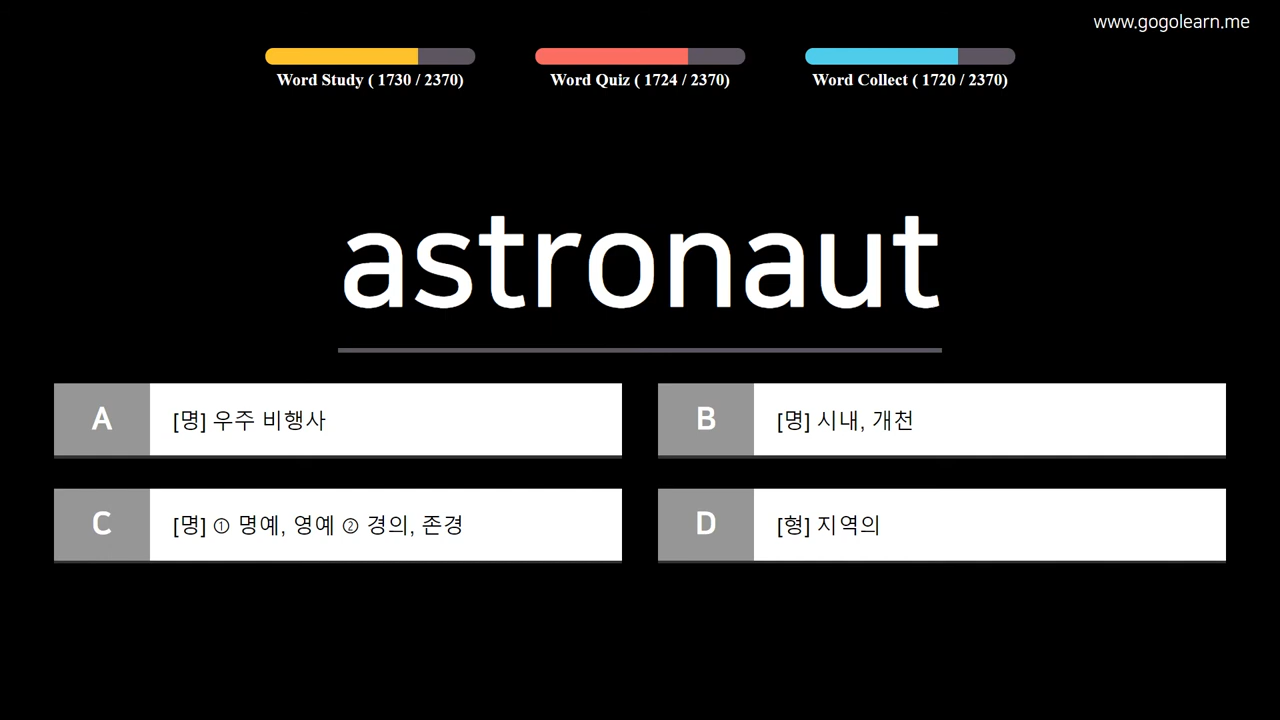 www.gogolearn.me
Word Study ( 1730 / 2370)
Word Quiz ( 1724 / 2370)
Word Collect ( 1720 / 2370)
astronaut
A [명] 우주 비행사
B [명] 시내, 개천
C [명] ① 명예, 영예 ② 경의, 존경
D [형] 지역의